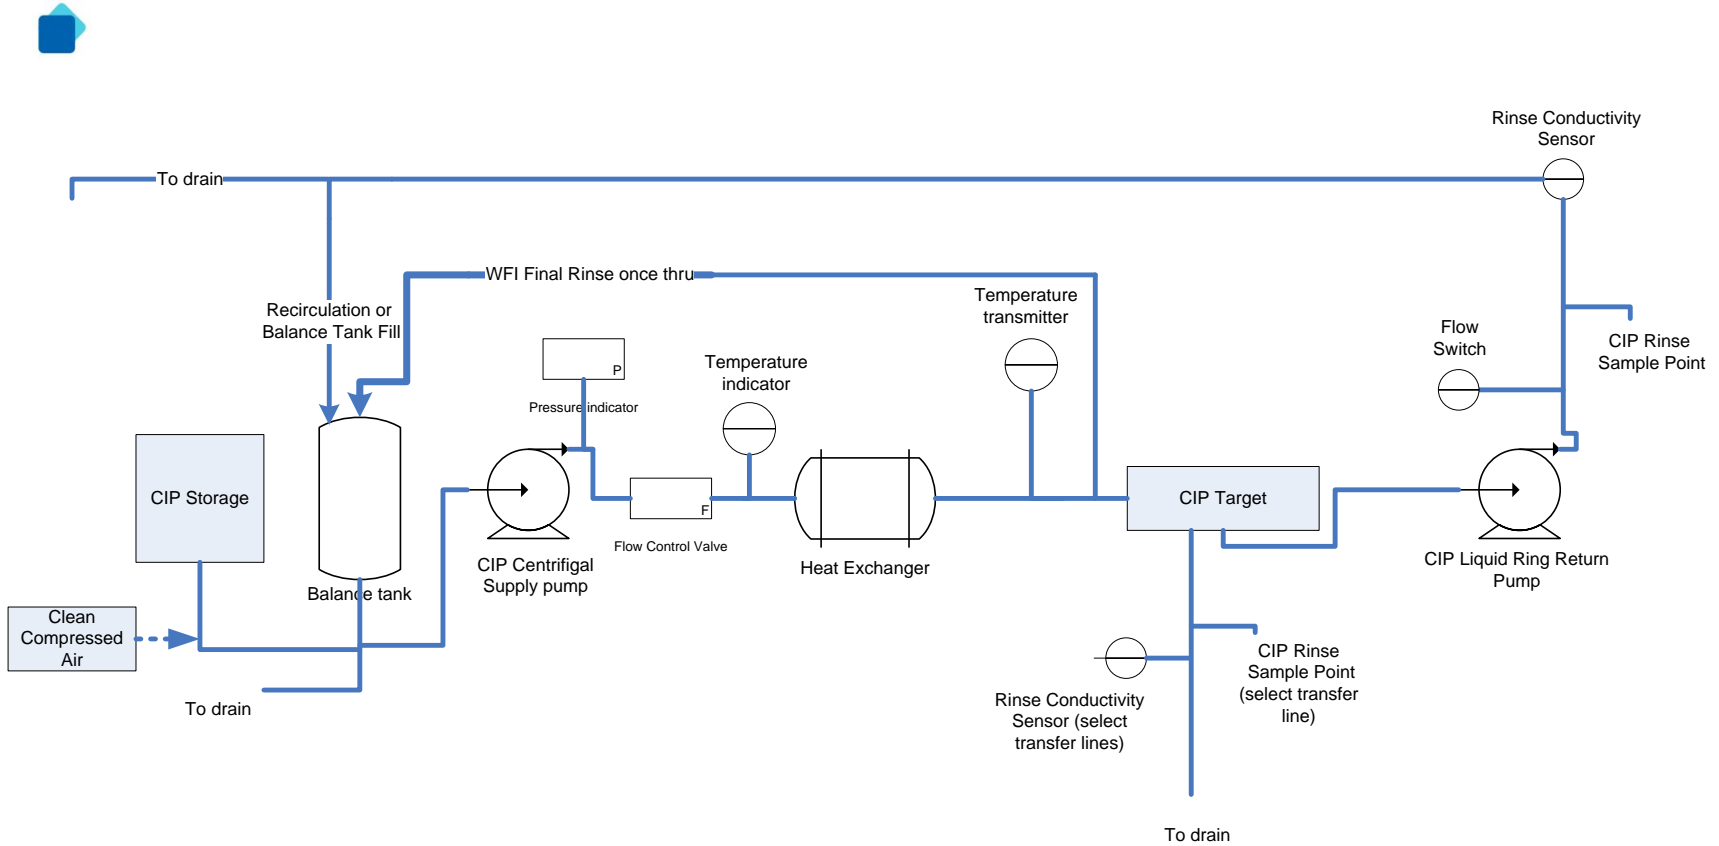 Rinse Conductivity
Sensor
To drain
WFI Final Rinse once thru
Recirculation or
Balance Tank Fill
Temperature
transmitter
Flow
Switch
CIP Rinse
Sample Point
P
Pressure indicator
Temperature
indicator
CIP Storage
CIP Target
F
Flow Control Valve
CIP Centrifigal
Supply pump
Heat Exchanger
CIP Liquid Ring Return
Pump
Balance tank
Clean
Compressed
Air
To drain
CIP Rinse
Sample Point
(select transfer
line)
Rinse Conductivity
Sensor (select
transfer lines)
To drain